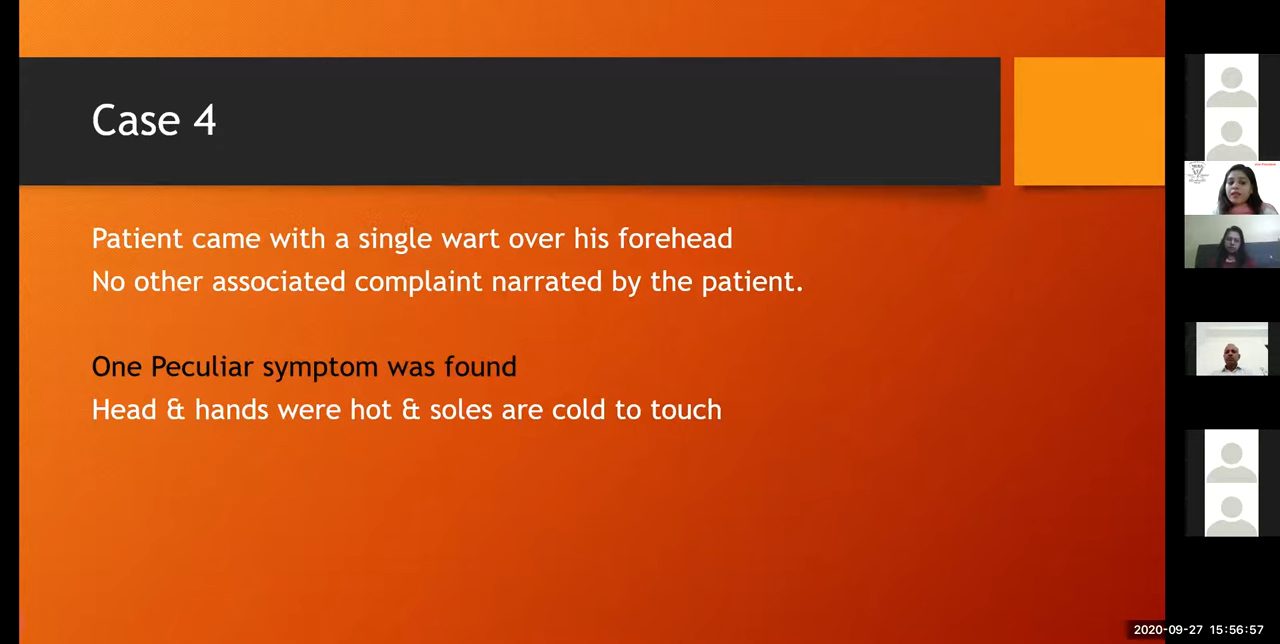 Case 4
Patient came with a single wart over his forehead
No other associated complaint narrated by the patient.
One Peculiar symptom was found
Head & hands were hot & soles are cold to touch
2020-09-27 15:56:57